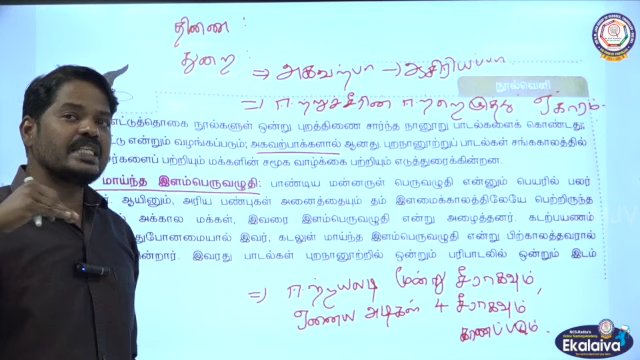 திணை :
துறை :
⇒ அகவற்பா → ஆசிரியப்பா
நூல்வெளி
⇒ ஈற்றுச்சீரின் ஈற்றெழுத்து ஏகாரம்.
எட்டுத்தொகை நூல்களுள் ஒன்று; புறத்திணை சார்ந்த நானூறு பாடல்களைக் கொண்டது;
ட்டு என்றும் வழங்கப்படும்; அகவற்பாக்களால் ஆனது. புறநானூற்றுப் பாடல்கள் சங்ககாலத்தில்
ர்களைப் பற்றியும் மக்களின் சமூக வாழ்க்கை பற்றியும் எடுத்துரைக்கின்றன.
மாய்ந்த இளம்பெருவழுதி: பாண்டிய மன்னருள் பெருவழுதி என்னும் பெயரில் பலர்
ஆயினும், அரிய பண்புகள் அனைத்தையும் தம் இளமைக்காலத்திலேயே பெற்றிருந்த
அக்கால மக்கள், இவரை இளம்பெருவழுதி என்று அழைத்தனர். கடற்பயணம்
துபோனமையால் இவர், கடலுள் மாய்ந்த இளம்பெருவழுதி என்று பிற்காலத்தவரால்
கின்றார். இவரது பாடல்கள் புறநானூற்றில் ஒன்றும் பரிபாடலில் ஒன்றும் இடம்
⇒ ஈற்றயலடி மூன்று சீராகவும்,
ஏனைய அடிகள் 4 சீராகவும்
காணப்படும்.
Ekalaiva